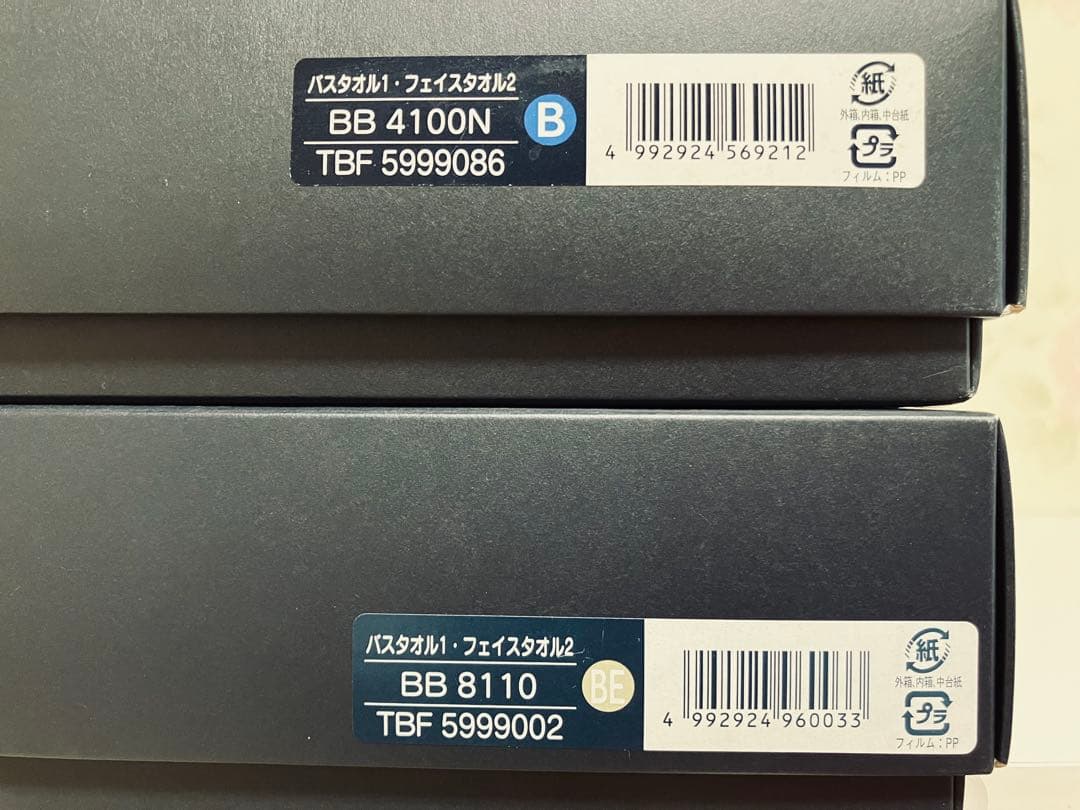 バスタオル1・フェイスタオル2
BB 4100N
TBF 5999086
B
4 992924 569212
紙
外箱、内箱、中台紙
プラ
フィルム：PP
バスタオル1・フェイスタオル2
BB 8110
TBF 5999002
BE
4 992924 960033
紙
外箱、内箱、中台紙
プラ
フィルム：PP